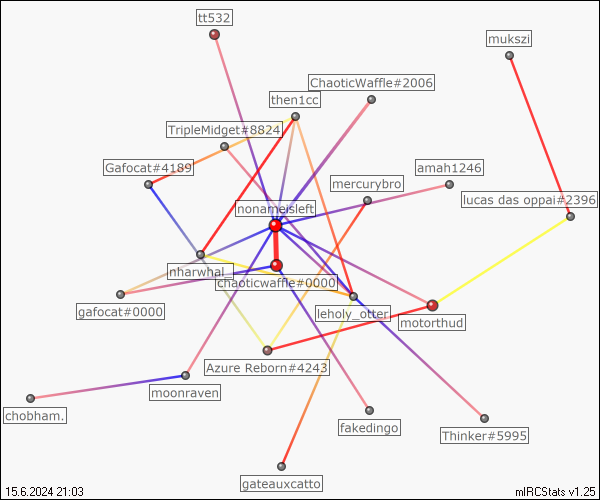 tt532
mukszi
ChaoticWaffle#2006
then1cc
TripleMidget#8824
Gafocat#4189
amah1246
mercurybro
lucas das oppai#2396
nonameisleft
nharwhal_
chaoticwaffle#0000
gafocat#0000
leholy_otter
motorthud
Azure Reborn#4243
moonraven
chobham.
fakedingo
Thinker#5995
gateauxcatto
15.6.2024 21:03
mIRCStats v1.25